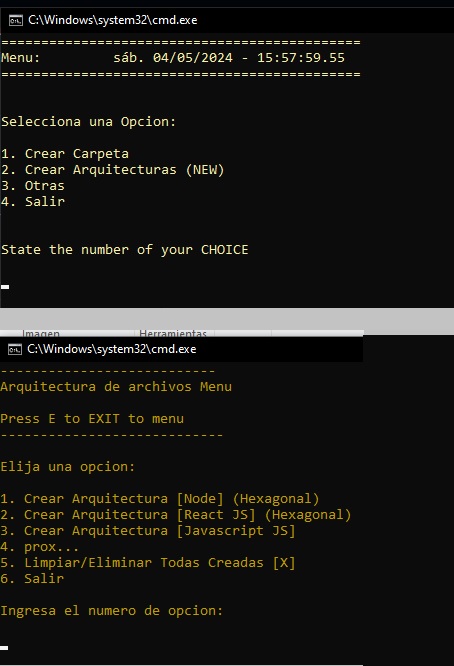 C:\Windows\system32\cmd.exe
=============================================
Menu:         sáb. 04/05/2024 - 15:57:59.55
=============================================
Selecciona una Opcion:
1. Crear Carpeta
2. Crear Arquitecturas (NEW)
3. Otras
4. Salir
State the number of your CHOICE
Imagen Herramientas
C:\Windows\system32\cmd.exe
---------------------------
Arquitectura de archivos Menu
Press E to EXIT to menu
----------------------------
Elija una opcion:
1. Crear Arquitectura [Node] (Hexagonal)
2. Crear Arquitectura [React JS] (Hexagonal)
3. Crear Arquitectura [Javascript JS]
4. prox...
5. Limpiar/Eliminar Todas Creadas [X]
6. Salir
Ingresa el numero de opcion: